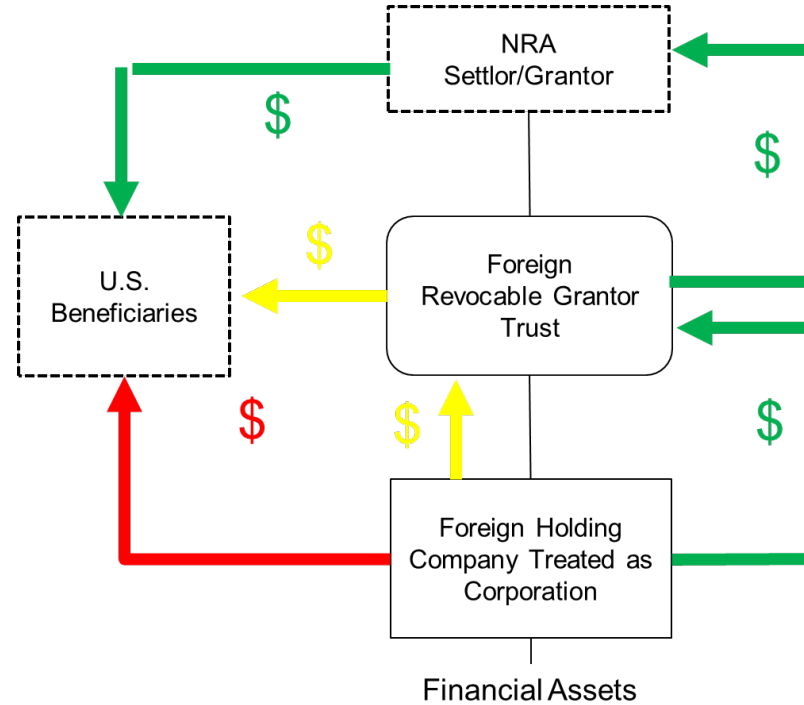 NRA
Settlor/Grantor
$
$
U.S.
Beneficiaries
$
Foreign
Revocable Grantor
Trust
$
$
$
Foreign Holding
Company Treated as
Corporation
Financial Assets